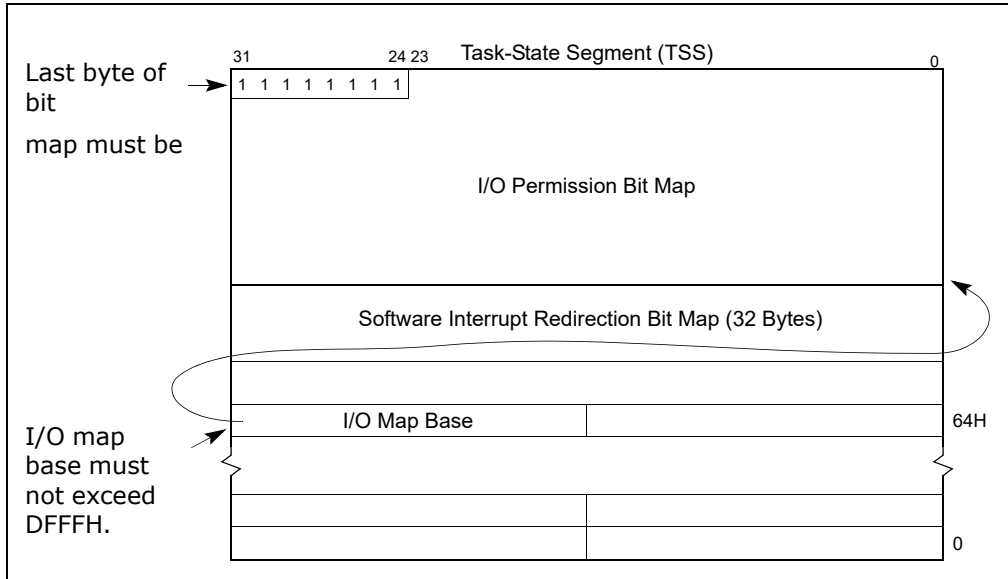 Task-State Segment (TSS)
31 24 23 0
Last byte of
bit
map must be
1 1 1 1 1 1 1 1
I/O Permission Bit Map
Software Interrupt Redirection Bit Map (32 Bytes)
I/O Map Base
64H
I/O map
base must
not exceed
DFFFH.
0